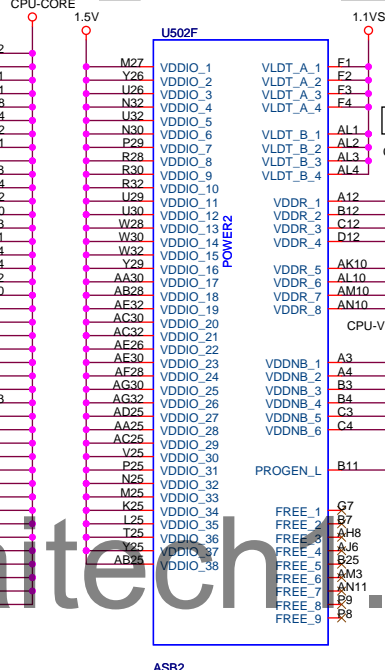 CPU-CORE
1.5V
1.1VS
U502F
M27 VDDIO_1 VLDT_A_1 F1
Y26 VDDIO_2 VLDT_A_2 F2
U26 VDDIO_3 VLDT_A_3 F3
N32 VDDIO_4 VLDT_A_4 F4
U32 VDDIO_5
N30 VDDIO_6 VLDT_B_1 AL1
P29 VDDIO_7 VLDT_B_2 AL2
R28 VDDIO_8 VLDT_B_3 AL3
R30 VDDIO_9 VLDT_B_4 AL4
R32 VDDIO_10
U29 VDDIO_11 VDDR_1 A12
U30 VDDIO_12 VDDR_2 B12
W28 VDDIO_13 VDDR_3 C12
W30 VDDIO_14 VDDR_4 D12
W32 VDDIO_15
POWER2
Y29 VDDIO_16 VDDR_5 AK10
AA30 VDDIO_17 VDDR_6 AL10
AB28 VDDIO_18 VDDR_7 AM10
AE32 VDDIO_19 VDDR_8 AN10
AC30 VDDIO_20
CPU-V
AC32 VDDIO_21
AE26 VDDIO_22
AE30 VDDIO_23 VDDNB_1 A3
AF28 VDDIO_24 VDDNB_2 A4
AG30 VDDIO_25 VDDNB_3 B3
AG32 VDDIO_26 VDDNB_4 B4
AD25 VDDIO_27 VDDNB_5 C3
AA25 VDDIO_28 VDDNB_6 C4
AC25 VDDIO_29
V25 VDDIO_30
P25 VDDIO_31 PROGEN_L B11
N25 VDDIO_32
M25 VDDIO_33
K25 VDDIO_34 FREE_1 G7
L25 VDDIO_35 FREE_2 B7
T25 VDDIO_36 FREE_3 AH8
Y25 VDDIO_37 FREE_4 AJ6
AB25 VDDIO_38 FREE_5 B25
FREE_6 AM3
FREE_7 AN11
FREE_8 P9
FREE_9 P8
nitech1.
ASB2